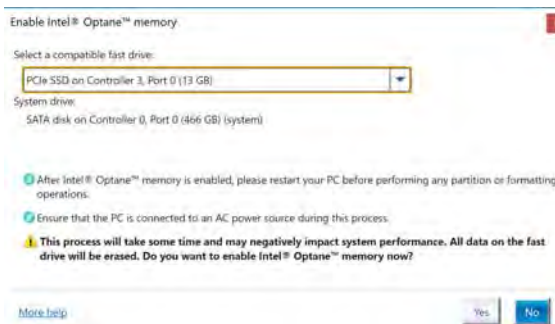 Enable Intel® Optane™ memory
Select a compatible fast drive:
PCIe SSD on Controller 3, Port 0 (13 GB)
System drive:
SATA disk on Controller 0, Port 0 (466 GB) (system)
After Intel® Optane™ memory is enabled, please restart your PC before performing any partition or formatting
operations.
Ensure that the PC is connected to an AC power source during this process.
This process will take some time and may negatively impact system performance. All data on the fast
drive will be erased. Do you want to enable Intel® Optane™ memory now?
More help
Yes
No